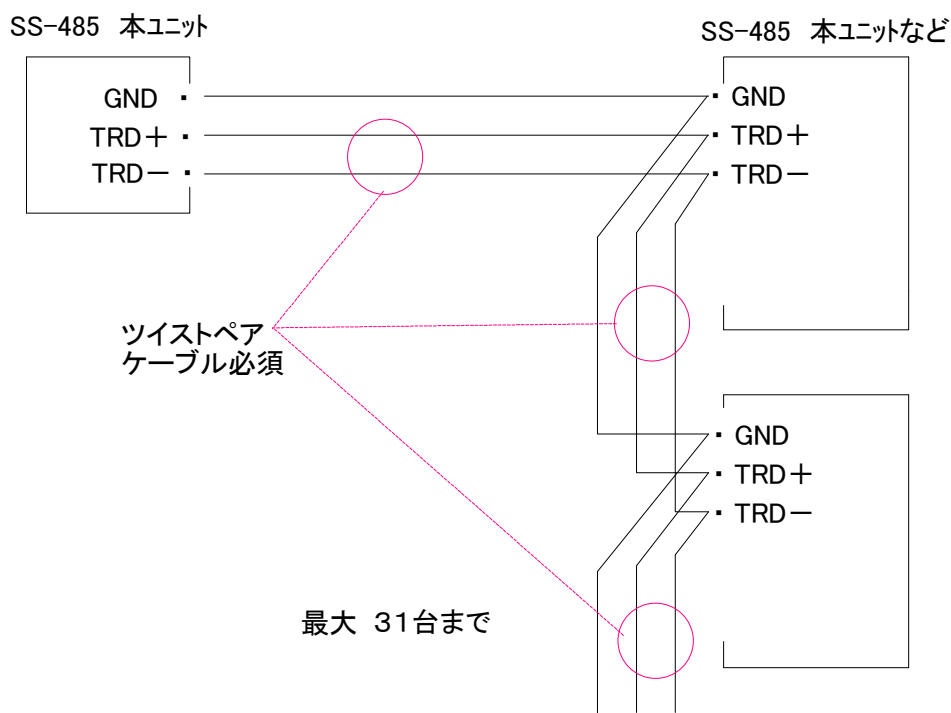 SS-485 本ユニット
SS-485 本ユニットなど
GND
TRD＋
TRD－
GND
TRD＋
TRD－
ツイストペア
ケーブル必須
GND
TRD＋
TRD－
最大 31台まで